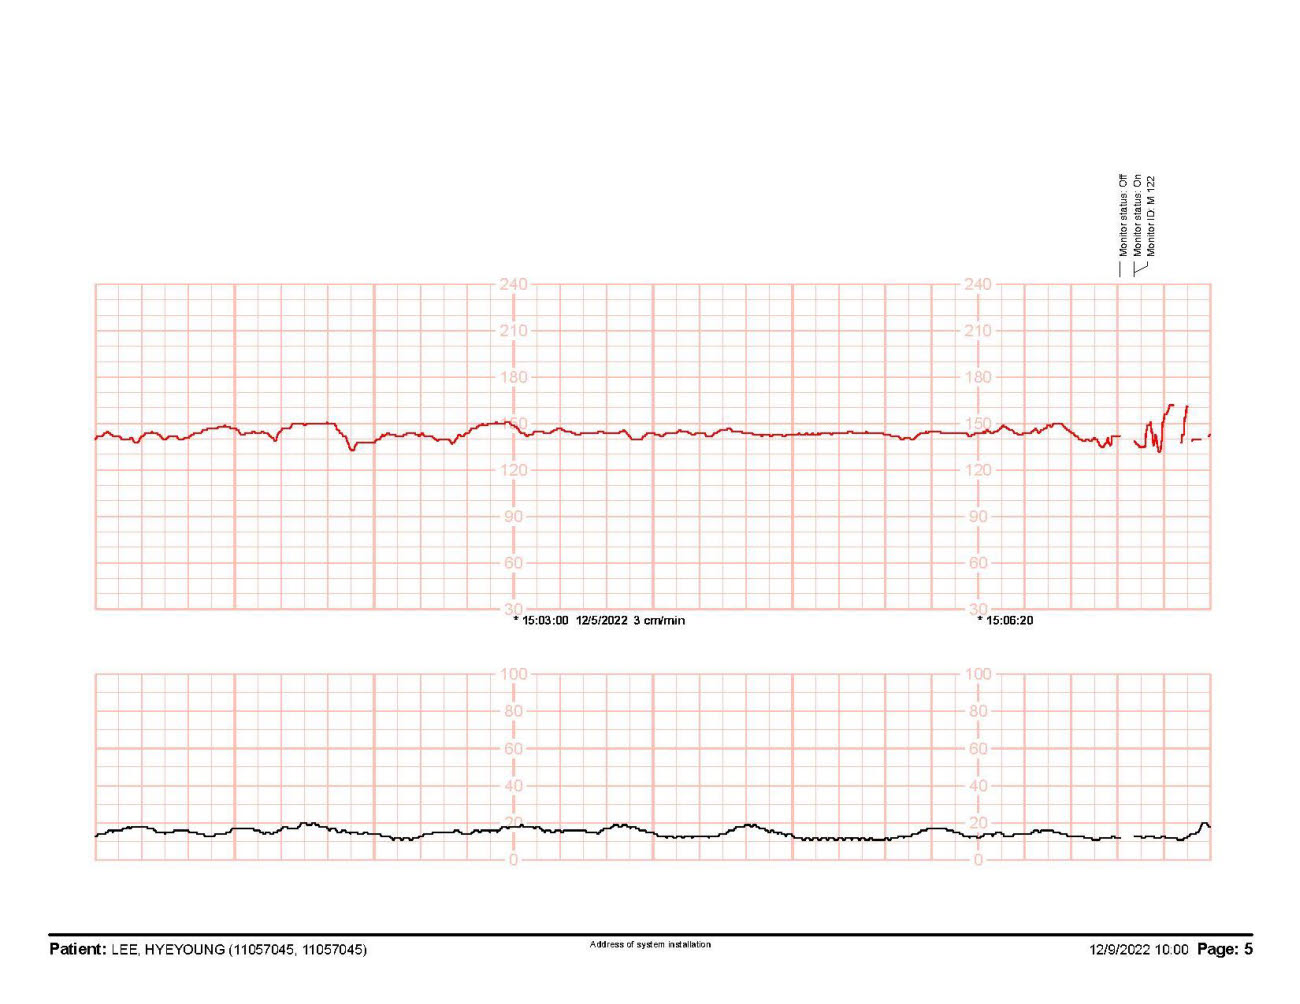 Monitor status: Off
Monitor status: On
Monitor ID: M 122
240 240
210 210
180 180
150 150
120 120
90 90
60 60
30 30
* 15:03:00 12/5/2022 3 cm/min * 15:06:20
100 100
80 80
60 60
40 40
20 20
0 0
Patient: LEE, HYEYOUNG (11057045, 11057045) Address of system installation 12/9/2022 10:00 Page: 5